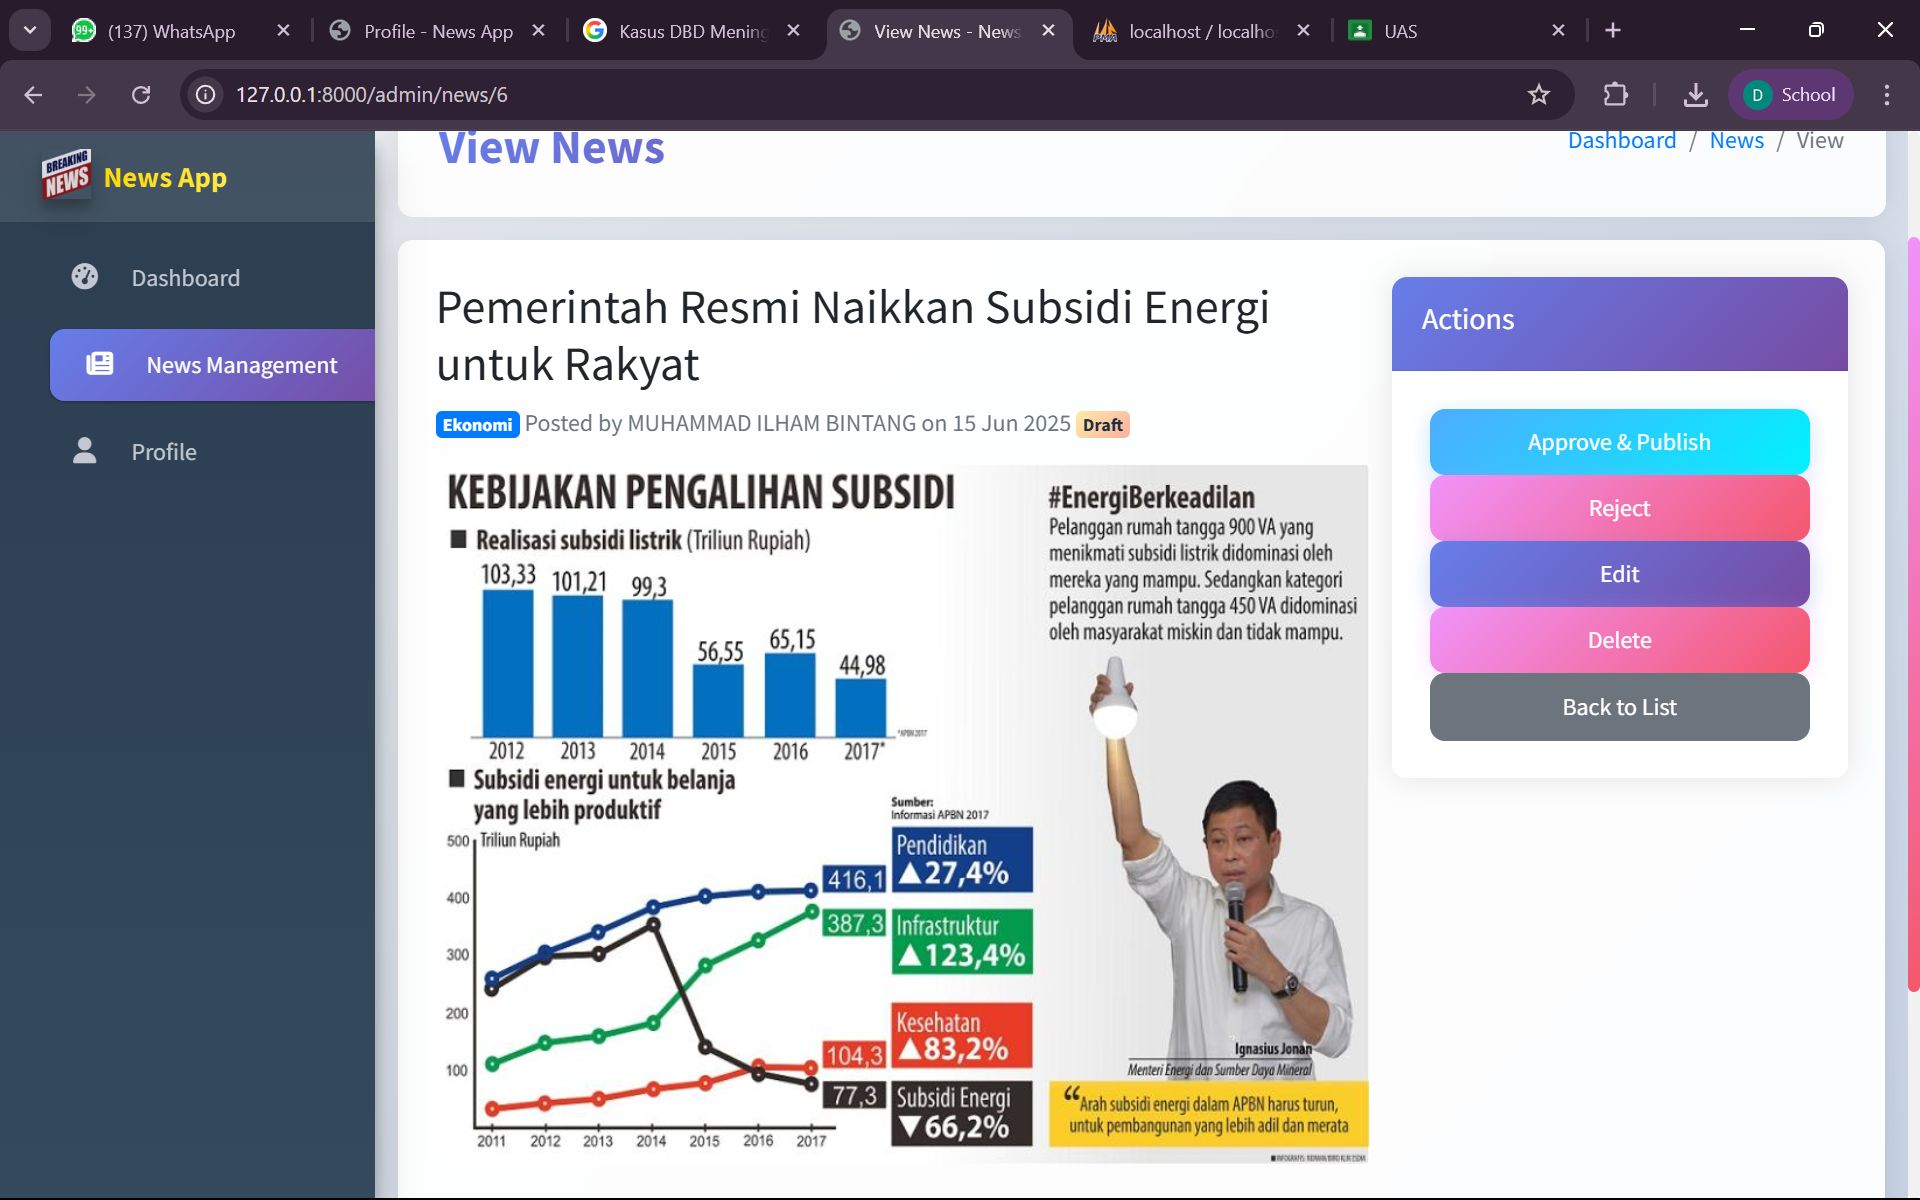 (137) WhatsApp
Profile - News App
Kasus DBD Mening
View News - News
localhost / localho
UAS
127.0.0.1:8000/admin/news/6
D School
BREAKING
NEWS
News App
Dashboard
News Management
Profile
View News
Dashboard / News / View
Pemerintah Resmi Naikkan Subsidi Energi
untuk Rakyat
Ekonomi Posted by MUHAMMAD ILHAM BINTANG on 15 Jun 2025 Draft
KEBIJAKAN PENGALIHAN SUBSIDI
Realisasi subsidi listrik (Triliun Rupiah)
103,33 101,21 99,3 56,55 65,15 44,98
*APBN 2017
2012 2013 2014 2015 2016 2017*
Subsidi energi untuk belanja
yang lebih produktif
Sumber:
Informasi APBN 2017
Triliun Rupiah
500
400
300
200
100
2011 2012 2013 2014 2015 2016 2017
416,1
Pendidikan
▲27,4%
387,3
Infrastruktur
▲123,4%
104,3
Kesehatan
▲83,2%
77,3
Subsidi Energi
▼66,2%
#EnergiBerkeadilan
Pelanggan rumah tangga 900 VA yang
menikmati subsidi listrik didominasi oleh
mereka yang mampu. Sedangkan kategori
pelanggan rumah tangga 450 VA didominasi
oleh masyarakat miskin dan tidak mampu.
Ignasius Jonan
Menteri Energi dan Sumber Daya Mineral
“Arah subsidi energi dalam APBN harus turun,
untuk pembangunan yang lebih adil dan merata
Actions
Approve & Publish
Reject
Edit
Delete
Back to List